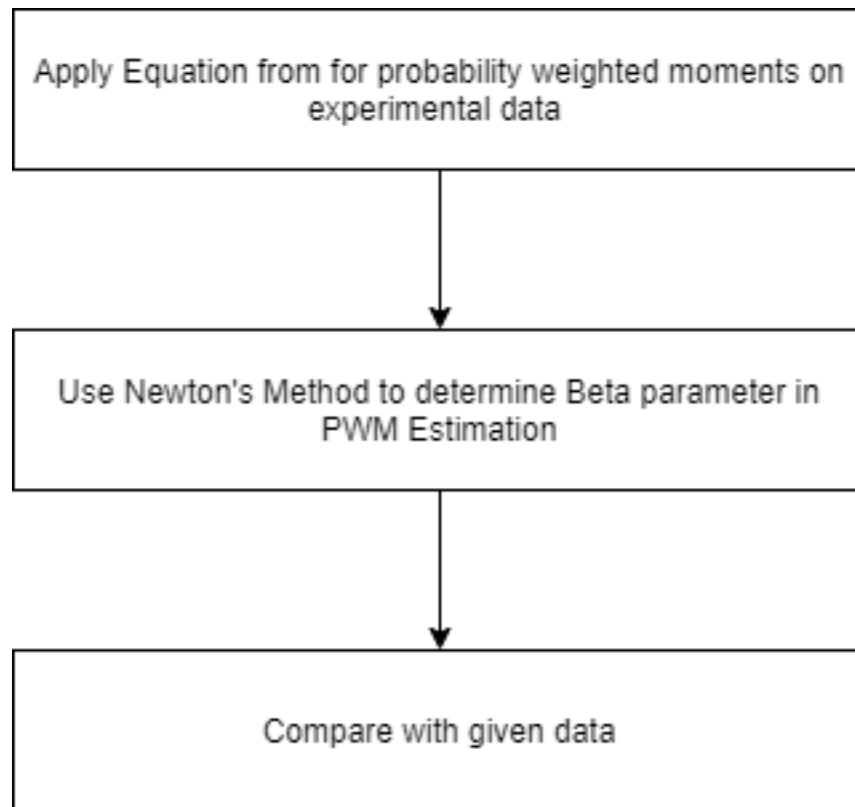 Apply Equation from for probability weighted moments on
experimental data
Use Newton's Method to determine Beta parameter in
PWM Estimation
Compare with given data